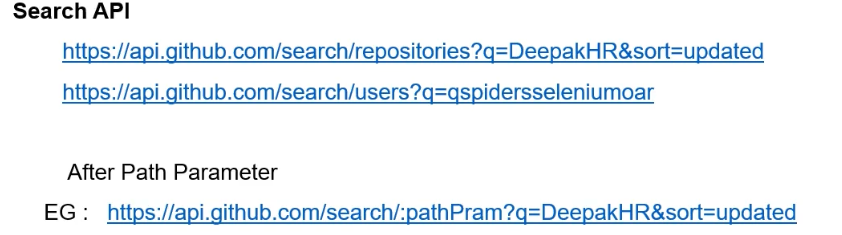 Search API
https://api.github.com/search/repositories?q=DeepakHR&sort=updated
https://api.github.com/search/users?q=qspidersseleniumoar
After Path Parameter
EG : https://api.github.com/search/:pathPram?q=DeepakHR&sort=updated